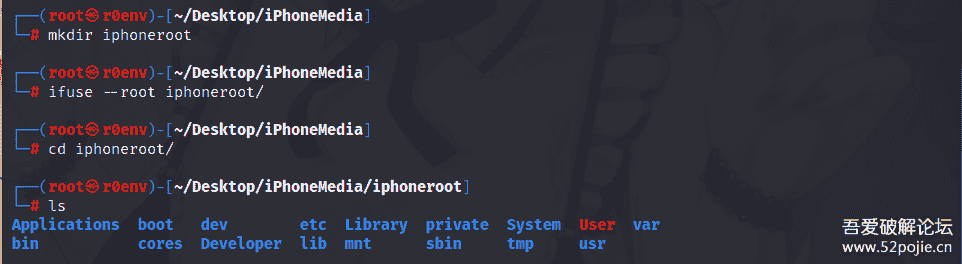 ┌──(root㉿r0env)-[~/Desktop/iPhoneMedia]
└─# mkdir iphoneroot
┌──(root㉿r0env)-[~/Desktop/iPhoneMedia]
└─# ifuse --root iphoneroot/
┌──(root㉿r0env)-[~/Desktop/iPhoneMedia]
└─# cd iphoneroot/
┌──(root㉿r0env)-[~/Desktop/iPhoneMedia/iphoneroot]
└─# ls
Applications boot dev etc Library private System User var
bin cores Developer lib mnt sbin tmp usr
吾爱破解论坛
www.52pojie.cn